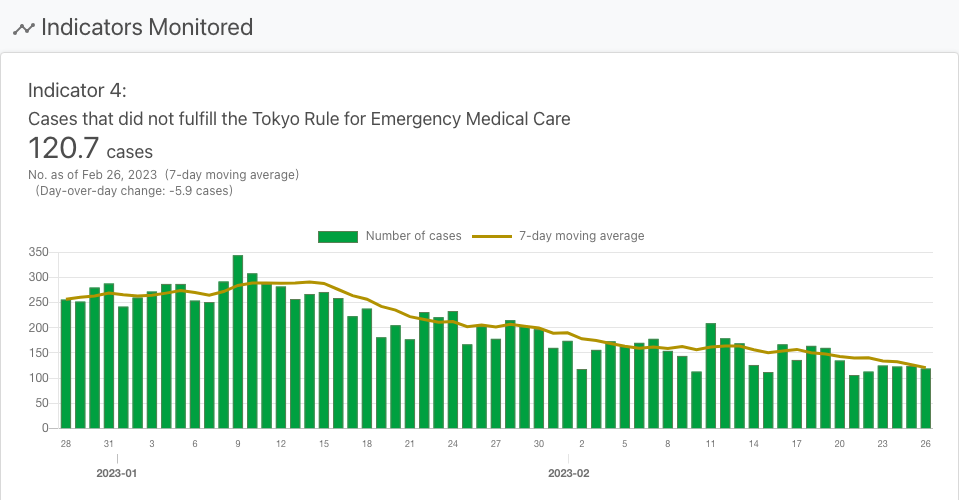 Indicators Monitored
Indicator 4:
Cases that did not fulfill the Tokyo Rule for Emergency Medical Care
120.7 cases
No. as of Feb 26, 2023 (7-day moving average)
(Day-over-day change: -5.9 cases)
Number of cases 7-day moving average
350
300
250
200
150
100
50
0
28 31 3 6 9 12 15 18 21 24 27 30 2 5 8 11 14 17 20 23 26
2023-01 2023-02